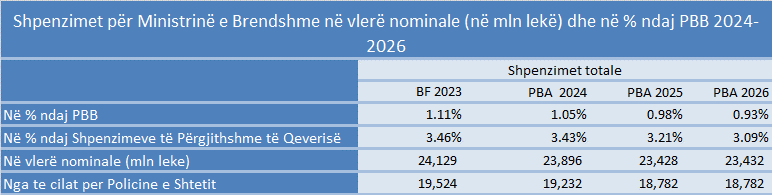 Shpenzimet për Ministrinë e Brendshme në vlerë nominale (në mln lekë) dhe në % ndaj PBB 2024-
2026
Shpenzimet totale
BF 2023 PBA 2024 PBA 2025 PBA 2026
Në % ndaj PBB 1.11% 1.05% 0.98% 0.93%
Në % ndaj Shpenzimeve të Përgjithshme të Qeverisë 3.46% 3.43% 3.21% 3.09%
Në vlerë nominale (mln leke) 24,129 23,896 23,428 23,432
Nga te cilat per Policine e Shtetit 19,524 19,232 18,782 18,782